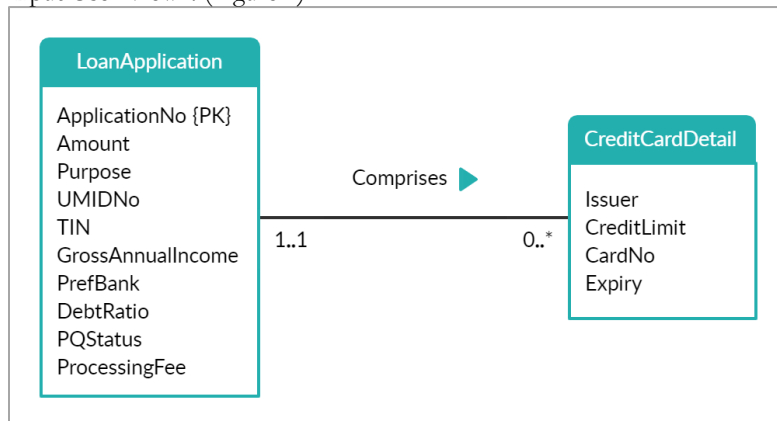 LoanApplication
ApplicationNo {PK}
Amount
Purpose
UMIDNo
TIN
GrossAnnualIncome
PrefBank
DebtRatio
PQStatus
ProcessingFee
Comprises
1..1
0..*
CreditCardDetail
Issuer
CreditLimit
CardNo
Expiry